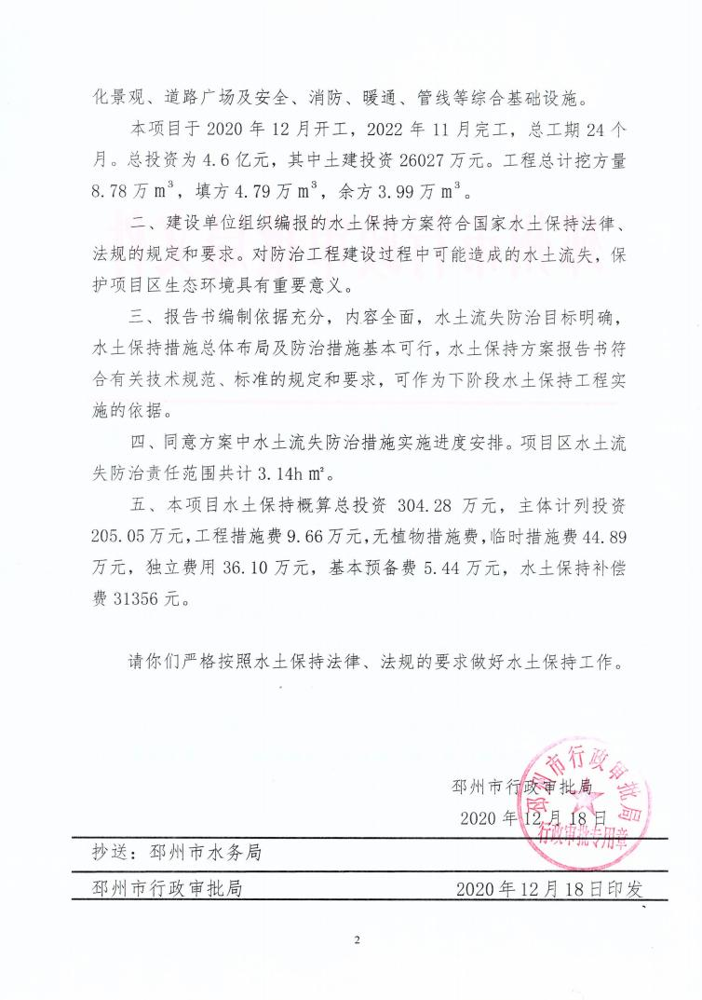 化景观、道路广场及安全、消防、暖通、管线等综合基础设施。
本项目于 2020 年 12 月开工，2022 年 11 月完工，总工期 24 个
月。总投资为 4.6 亿元，其中土建投资 26027 万元。工程总计挖方量
8.78 万 m³，填方 4.79 万 m³，余方 3.99 万 m³。
二、建设单位组织编报的水土保持方案符合国家水土保持法律、
法规的规定和要求。对防治工程建设过程中可能造成的水土流失，保
护项目区生态环境具有重要意义。
三、报告书编制依据充分，内容全面，水土流失防治目标明确，
水土保持措施总体布局及防治措施基本可行，水土保持方案报告书符
合有关技术规范、标准的规定和要求，可作为下阶段水土保持工程实
施的依据。
四、同意方案中水土流失防治措施实施进度安排。项目区水土流
失防治责任范围共计 3.14h ㎡。
五、本项目水土保持概算总投资 304.28 万元，主体计列投资
205.05 万元，工程措施费 9.66 万元，无植物措施费，临时措施费 44.89
万元，独立费用 36.10 万元，基本预备费 5.44 万元，水土保持补偿
费 31356 元。
请你们严格按照水土保持法律、法规的要求做好水土保持工作。
邳州市行政审批局
2020 年 12 月 18 日
邳州市行政审批局
行政审批专用章
抄送：邳州市水务局
邳州市行政审批局 2020 年 12 月 18 日印发
2